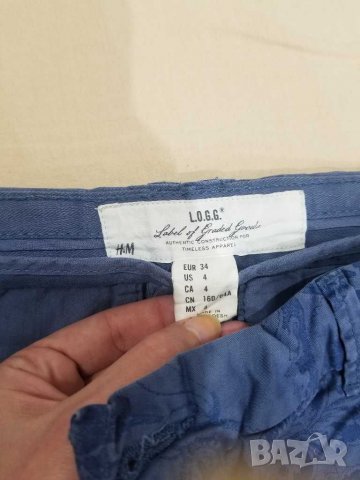 L.O.G.G.®
Label of Graded Goods
AUTHENTIC CONSTRUCTION FOR
TIMELESS APPAREL
H&M
EUR 34
US 4
CA 4
CN 160/64A
MX
BAZAR